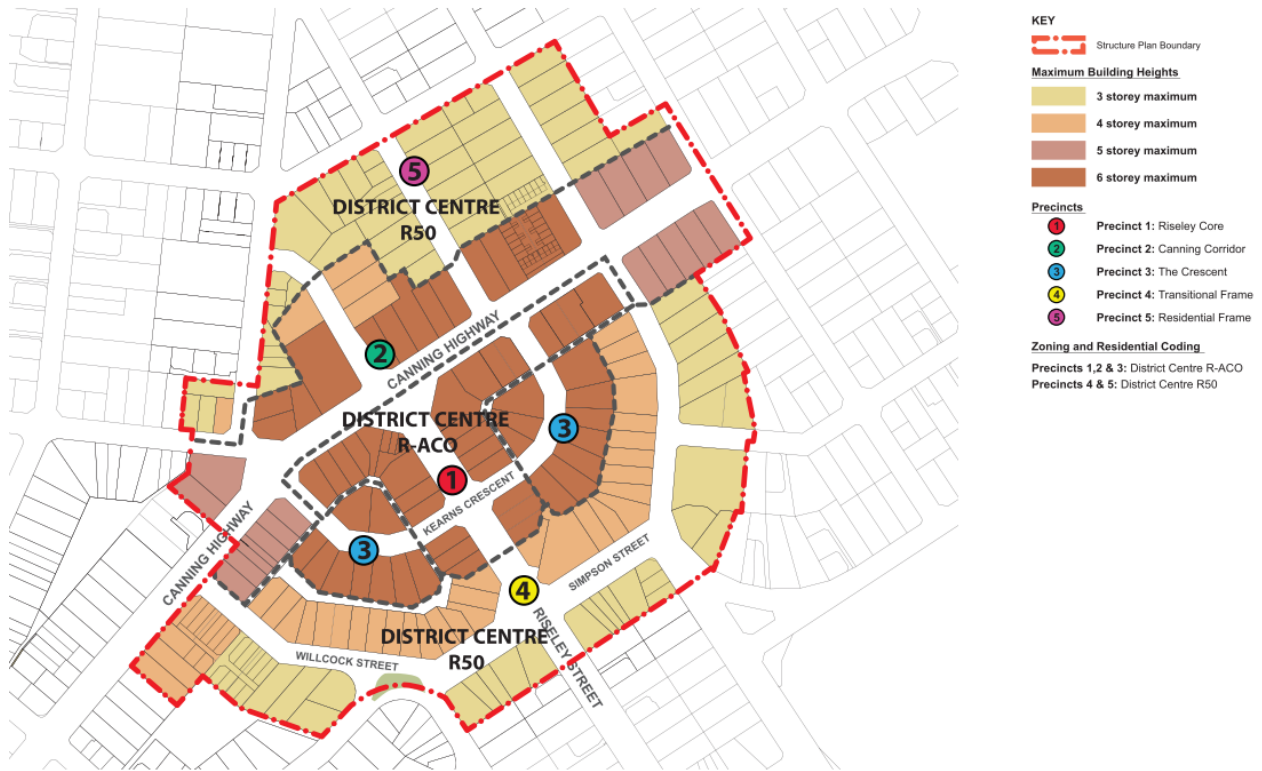 KEY
Structure Plan Boundary
Maximum Building Heights
3 storey maximum
4 storey maximum
5 storey maximum
6 storey maximum
Precincts
1 Precinct 1: Riseley Core
2 Precinct 2: Canning Corridor
3 Precinct 3: The Crescent
4 Precinct 4: Transitional Frame
5 Precinct 5: Residential Frame
Zoning and Residential Coding
Precincts 1,2 & 3: District Centre R-ACO
Precincts 4 & 5: District Centre R50
5
DISTRICT CENTRE
R50
2
CANNING HIGHWAY
DISTRICT CENTRE
R-ACO
3
1
KEARNS CRESCENT
3
CANNING HIGHWAY
SIMPSON STREET
4
RISELEY STREET
DISTRICT CENTRE
R50
WILLCOCK STREET